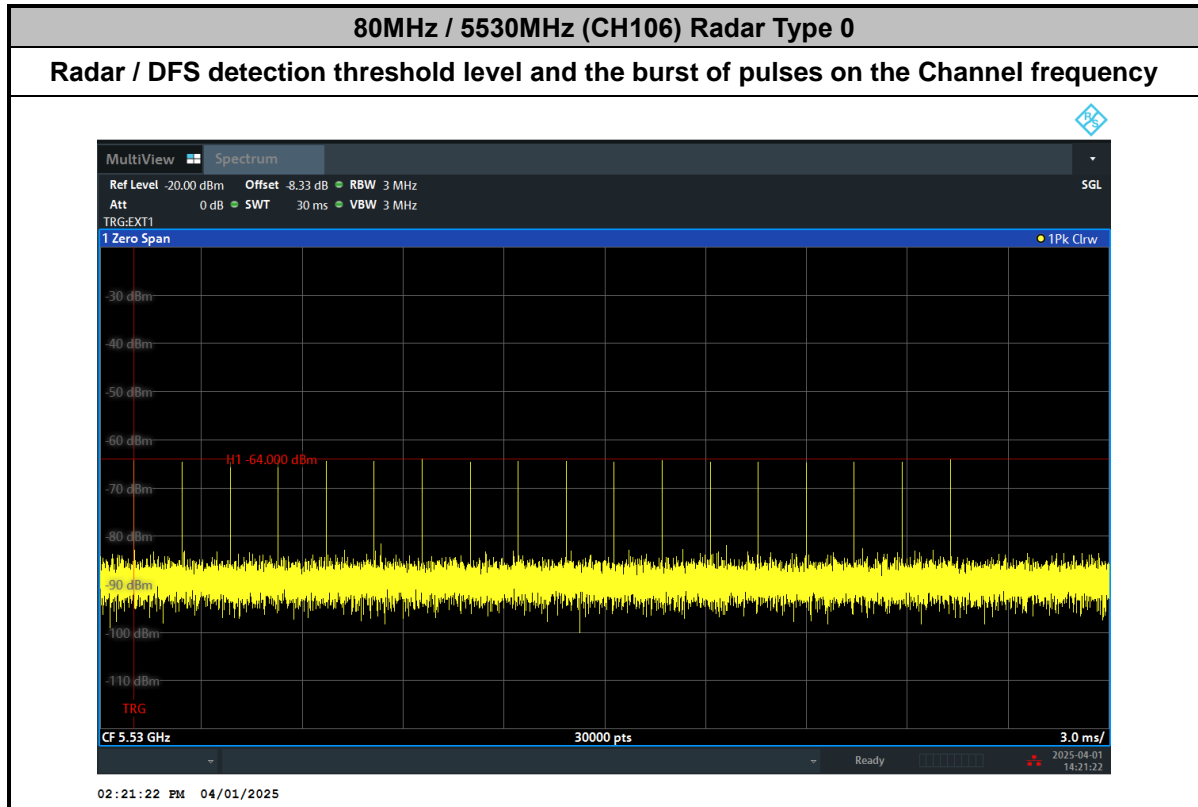 80MHz / 5530MHz (CH106) Radar Type 0
Radar / DFS detection threshold level and the burst of pulses on the Channel frequency
R&S
MultiView Spectrum
Ref Level -20.00 dBm Offset -8.33 dB RBW 3 MHz SGL
Att 0 dB SWT 30 ms VBW 3 MHz
TRG:EXT1
1 Zero Span 1Pk Clrw
-30 dBm
-40 dBm
-50 dBm
-60 dBm
H1 -64.000 dBm
-70 dBm
-80 dBm
-90 dBm
-100 dBm
-110 dBm
TRG
CF 5.53 GHz 30000 pts 3.0 ms/
Ready 2025-04-01
14:21:22
02:21:22 PM 04/01/2025